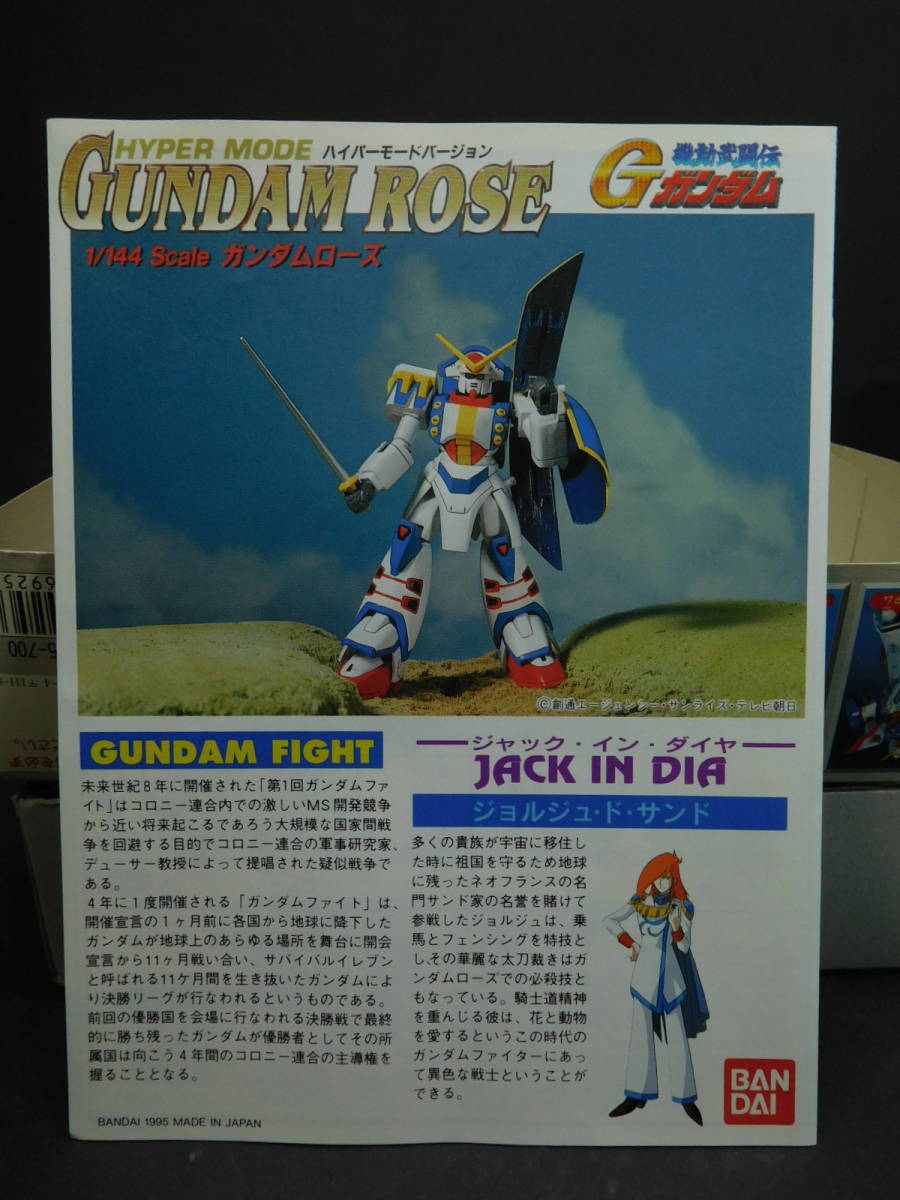 HYPER MODE ハイパーモードバージョン
GUNDAM ROSE
機動武闘伝
Gガンダム
1/144 Scale ガンダムローズ
©創通エージェンシー・サンライズ・テレビ朝日
GUNDAM FIGHT
未来世紀8年に開催された「第1回ガンダムファ
イト」はコロニー連合内での激しいMS開発競争
から近い将来起こるであろう大規模な国家間戦
争を回避する目的でコロニー連合の軍事研究家、
デューサー教授によって提唱された疑似戦争で
ある。
4年に1度開催される「ガンダムファイト」は、
開催宣言の1ヶ月前に各国から地球に降下した
ガンダムが地球上のあらゆる場所を舞台に開会
宣言から11ヶ月戦い合い、サバイバルイレブン
と呼ばれる11ケ月間を生き抜いたガンダムによ
り決勝リーグが行なわれるというものである。
前回の優勝国を会場に行なわれる決勝戦で最終
的に勝ち残ったガンダムが優勝者としてその所
属国は向こう4年間のコロニー連合の主導権を
握ることとなる。
BANDAI 1995 MADE IN JAPAN
ジャック・イン・ダイヤ
JACK IN DIA
ジョルジュ・ド・サンド
多くの貴族が宇宙に移住し
た時に祖国を守るため地球
に残ったネオフランスの名
門サンド家の名誉を賭けて
参戦したジョルジュは、乗
馬とフェンシングを特技と
し、その華麗な太刀裁きは
ガンダムローズでの必殺技と
もなっている。騎士道精神
を重んじる彼は、花と動物
を愛するというこの時代の
ガンダムファイターにあっ
て異色な戦士ということが
できる。
BAN
DAI
6925
5-700